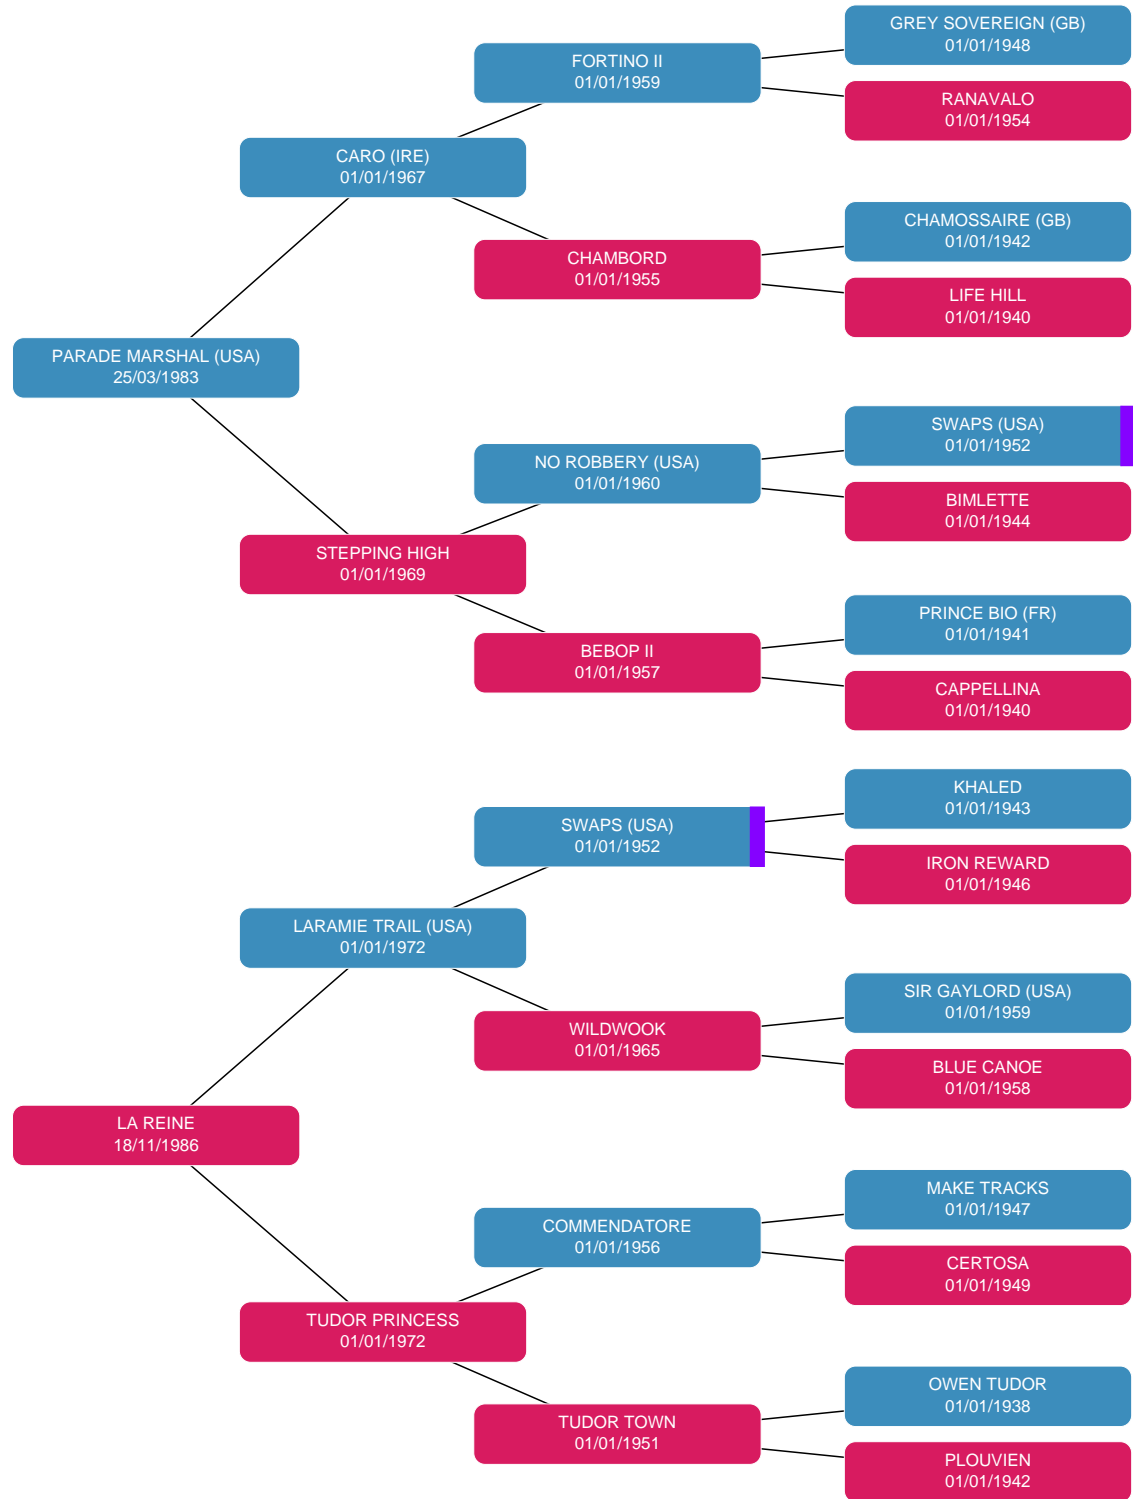 GREY SOVEREIGN (GB)
01/01/1948
FORTINO II
01/01/1959
RANAVALO
01/01/1954
CARO (IRE)
01/01/1967
CHAMOSSAIRE (GB)
01/01/1942
CHAMBORD
01/01/1955
LIFE HILL
01/01/1940
PARADE MARSHAL (USA)
25/03/1983
SWAPS (USA)
01/01/1952
NO ROBBERY (USA)
01/01/1960
BIMLETTE
01/01/1944
STEPPING HIGH
01/01/1969
PRINCE BIO (FR)
01/01/1941
BEBOP II
01/01/1957
CAPPELLINA
01/01/1940
KHALED
01/01/1943
SWAPS (USA)
01/01/1952
IRON REWARD
01/01/1946
LARAMIE TRAIL (USA)
01/01/1972
SIR GAYLORD (USA)
01/01/1959
WILDWOOK
01/01/1965
BLUE CANOE
01/01/1958
LA REINE
18/11/1986
MAKE TRACKS
01/01/1947
COMMENDATORE
01/01/1956
CERTOSA
01/01/1949
TUDOR PRINCESS
01/01/1972
OWEN TUDOR
01/01/1938
TUDOR TOWN
01/01/1951
PLOUVIEN
01/01/1942